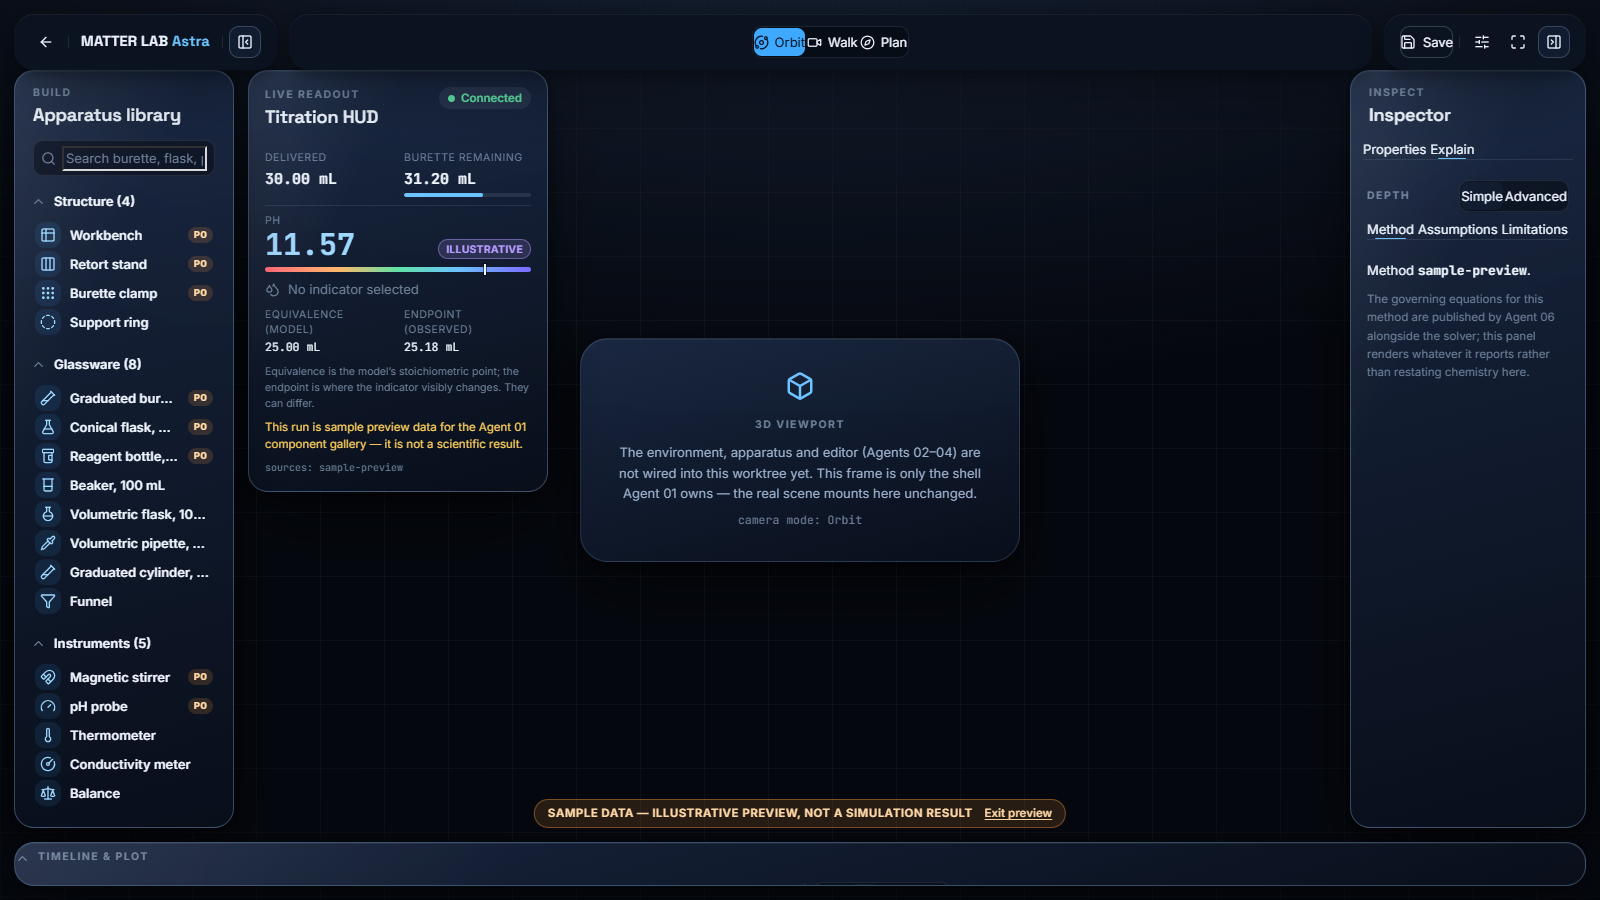 MATTER LAB Astra
Orbit
Walk
Plan
Save
BUILD
Apparatus library
Search burette, flask,
Structure (4)
Workbench P0
Retort stand P0
Burette clamp P0
Support ring
Glassware (8)
Graduated bur... P0
Conical flask, ... P0
Reagent bottle,... P0
Beaker, 100 mL
Volumetric flask, 10...
Volumetric pipette, ...
Graduated cylinder, ...
Funnel
Instruments (5)
Magnetic stirrer P0
pH probe P0
Thermometer
Conductivity meter
Balance
LIVE READOUT
Connected
Titration HUD
DELIVERED
30.00 mL
BURETTE REMAINING
31.20 mL
PH
11.57
ILLUSTRATIVE
No indicator selected
EQUIVALENCE
(MODEL)
25.00 mL
ENDPOINT
(OBSERVED)
25.18 mL
Equivalence is the model's stoichiometric point; the
endpoint is where the indicator visibly changes. They
can differ.
This run is sample preview data for the Agent 01
component gallery — it is not a scientific result.
sources: sample-preview
3D VIEWPORT
The environment, apparatus and editor (Agents 02–04) are
not wired into this worktree yet. This frame is only the shell
Agent 01 owns — the real scene mounts here unchanged.
camera mode: Orbit
SAMPLE DATA — ILLUSTRATIVE PREVIEW, NOT A SIMULATION RESULT Exit preview
INSPECT
Inspector
Properties Explain
DEPTH
Simple Advanced
Method Assumptions Limitations
Method sample-preview.
The governing equations for this
method are published by Agent 06
alongside the solver; this panel
renders whatever it reports rather
than restating chemistry here.
TIMELINE & PLOT